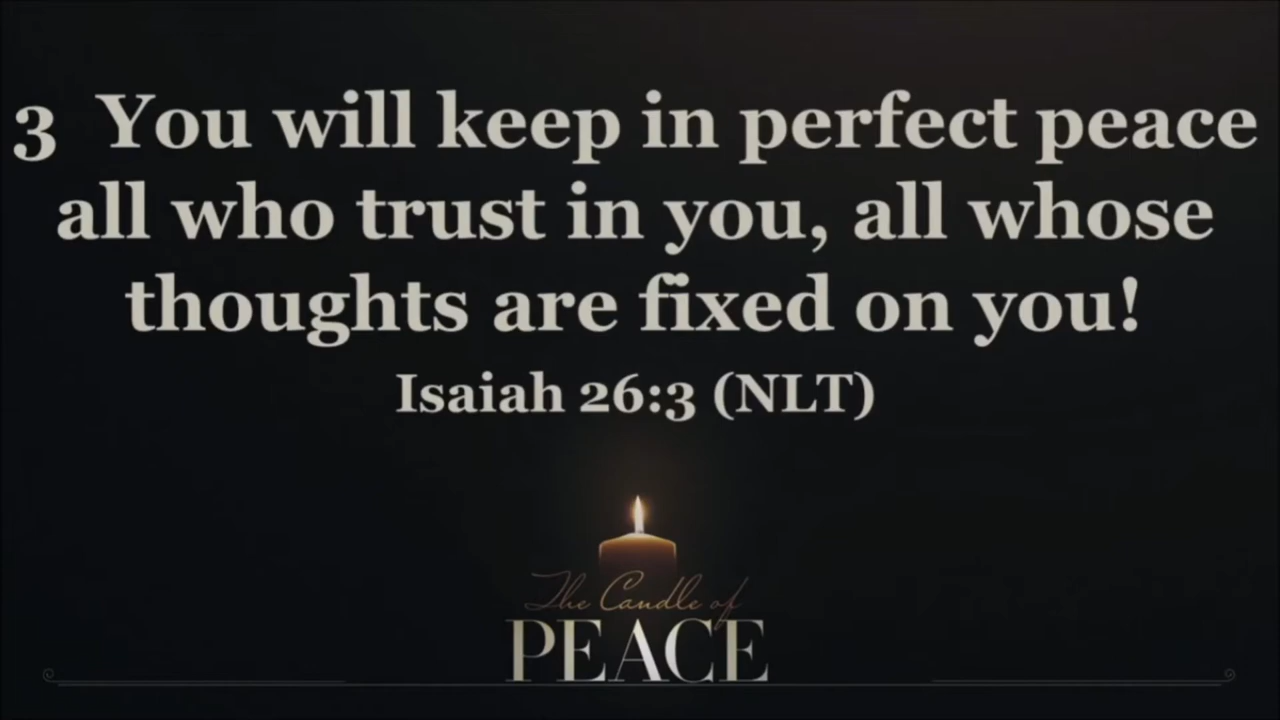 3 You will keep in perfect peace
all who trust in you, all whose
thoughts are fixed on you!
Isaiah 26:3 (NLT)
The Candle of
PEACE